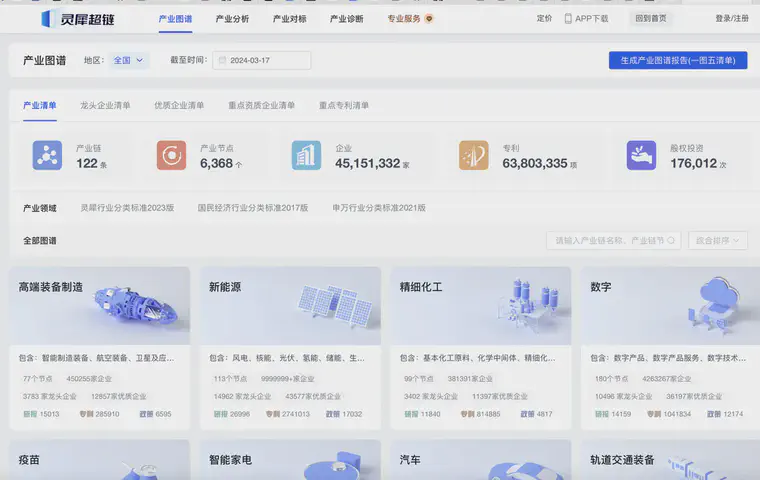 灵犀超链 产业图谱 产业分析 产业对标 产业诊断 专业服务 定价 APP下载 回到首页 登录/注册
产业图谱 地区： 全国 截至时间： 2024-03-17 生成产业图谱报告(一图五清单)
产业清单 龙头企业清单 优质企业清单 重点资质企业清单 重点专利清单
产业链 产业节点 企业 专利 股权投资
122 条 6,368 个 45,151,332 家 63,803,335 项 176,012 次
产业领域 灵犀行业分类标准2023版 国民经济行业分类标准2017版 申万行业分类标准2021版
全部图谱 请输入产业链名称、产业链节 综合排序
高端装备制造 新能源 精细化工 数字
包含：智能制造装备、航空装备、卫星及应... 包含：风电、核能、光伏、氢能、储能、生... 包含：基本化工原料、化学中间体、精细化... 包含：数字产品、数字产品服务、数字技术...
77个节点 450255家企业 113个节点 9999999+家企业 99个节点 381391家企业 180个节点 4263267家企业
3783 家龙头企业 12857家优质企业 14962 家龙头企业 43577家优质企业 3402 家龙头企业 11397家优质企业 10496 家龙头企业 36197家优质企业
研报 15013 专利 285910 政策 6595 研报 26996 专利 2741013 政策 17032 研报 11840 专利 814885 政策 4817 研报 14159 专利 1041834 政策 12174
疫苗 智能家电 汽车 轨道交通装备